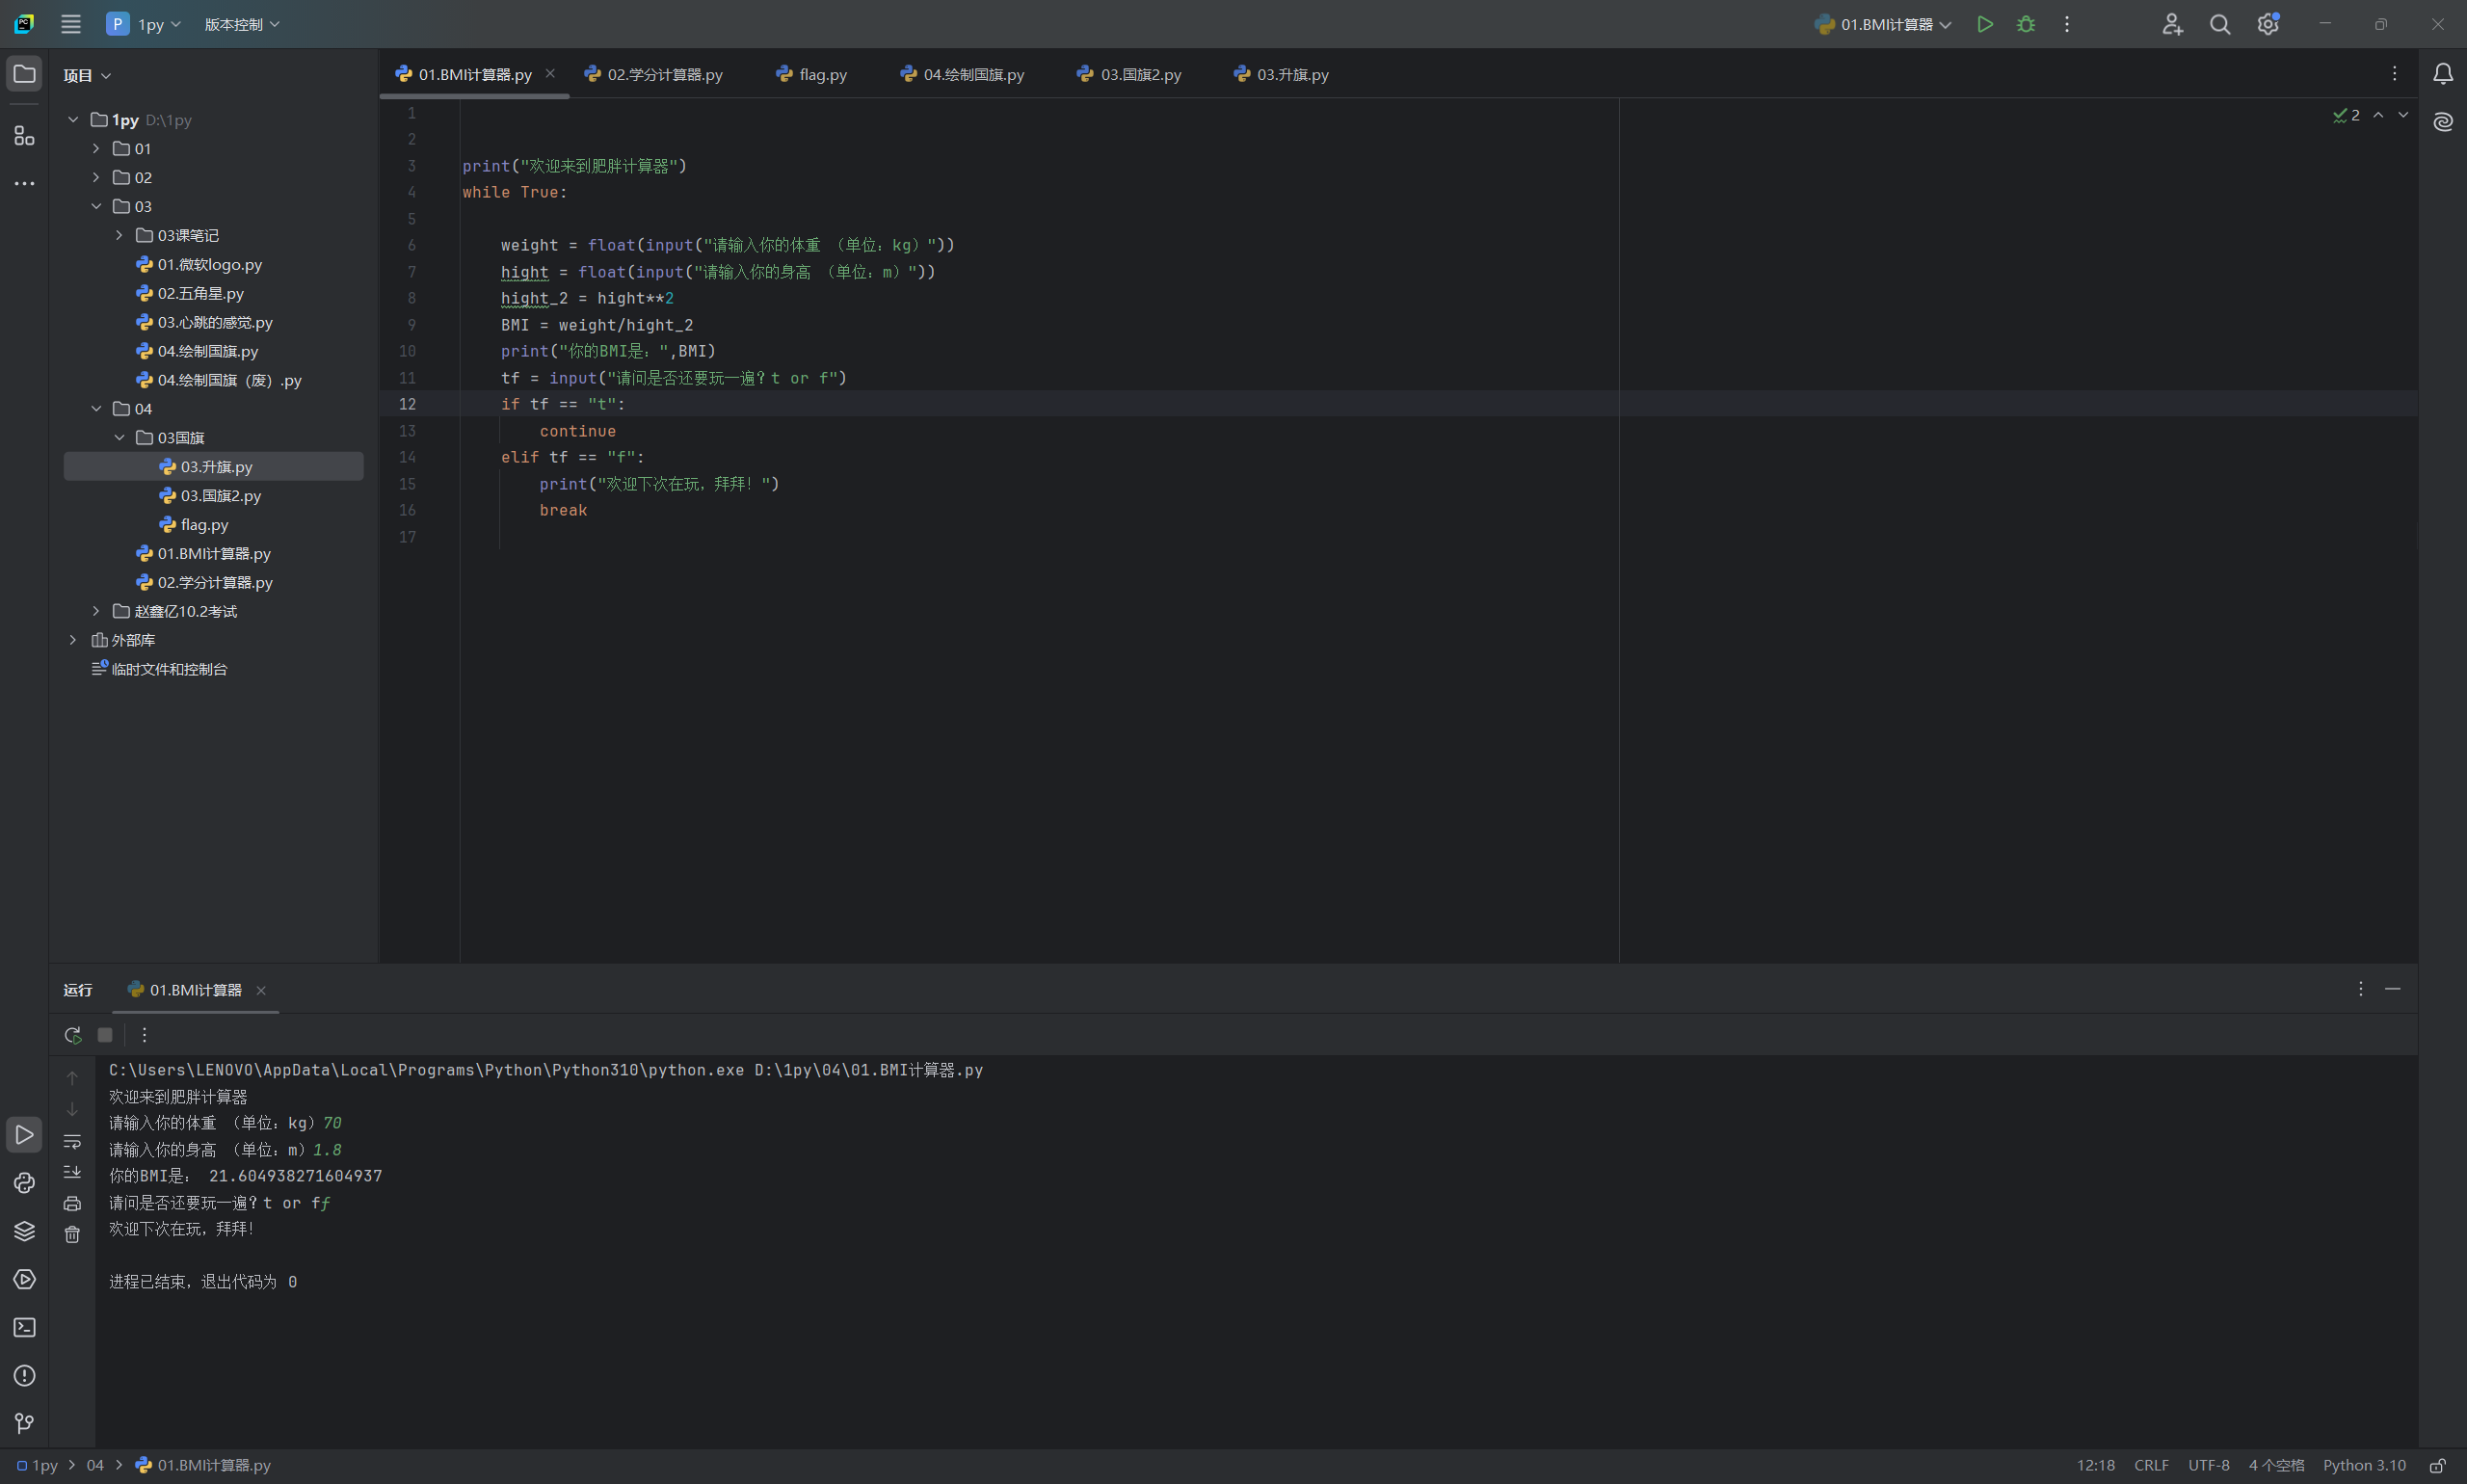 P 1py 版本控制 01.BMI计算器
项目
1py D:\1py
01
02
03
03课笔记
01.微软logo.py
02.五角星.py
03.心跳的感觉.py
04.绘制国旗.py
04.绘制国旗（废）.py
04
03国旗
03.升旗.py
03.国旗2.py
flag.py
01.BMI计算器.py
02.学分计算器.py
赵鑫亿10.2考试
外部库
临时文件和控制台
01.BMI计算器.py 02.学分计算器.py flag.py 04.绘制国旗.py 03.国旗2.py 03.升旗.py
2
1
2
3 print("欢迎来到肥胖计算器")
4 while True:
5
6 weight = float(input("请输入你的体重 （单位：kg）"))
7 hight = float(input("请输入你的身高 （单位：m）"))
8 hight_2 = hight**2
9 BMI = weight/hight_2
10 print("你的BMI是：",BMI)
11 tf = input("请问是否还要玩一遍？t or f")
12 if tf == "t":
13 continue
14 elif tf == "f":
15 print("欢迎下次在玩，拜拜！")
16 break
17
运行 01.BMI计算器
C:\Users\LENOVO\AppData\Local\Programs\Python\Python310\python.exe D:\1py\04\01.BMI计算器.py
欢迎来到肥胖计算器
请输入你的体重 （单位：kg）70
请输入你的身高 （单位：m）1.8
你的BMI是： 21.604938271604937
请问是否还要玩一遍？t or ff
欢迎下次在玩，拜拜！
进程已结束，退出代码为 0
1py 04 01.BMI计算器.py 12:18 CRLF UTF-8 4 个空格 Python 3.10